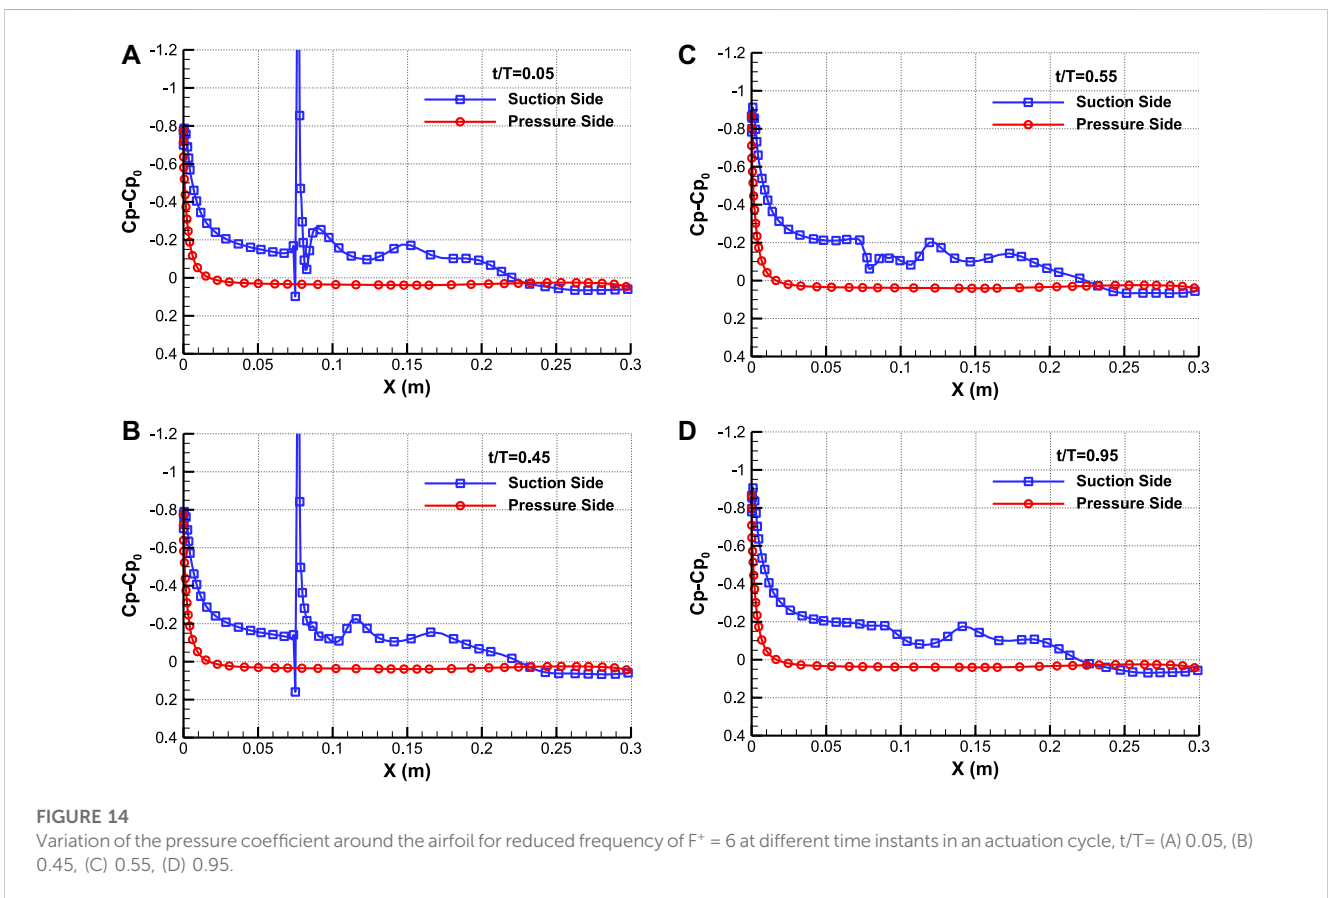 A
-1.2
-1
-0.8
-0.6
-0.4
-0.2
0
0.2
0.4
Cp-Cp0
t/T=0.05
Suction Side
Pressure Side
0 0.05 0.1 0.15 0.2 0.25 0.3
X (m)
C
-1.2
-1
-0.8
-0.6
-0.4
-0.2
0
0.2
0.4
Cp-Cp0
t/T=0.55
Suction Side
Pressure Side
0 0.05 0.1 0.15 0.2 0.25 0.3
X (m)
B
-1.2
-1
-0.8
-0.6
-0.4
-0.2
0
0.2
0.4
Cp-Cp0
t/T=0.45
Suction Side
Pressure Side
0 0.05 0.1 0.15 0.2 0.25 0.3
X (m)
D
-1.2
-1
-0.8
-0.6
-0.4
-0.2
0
0.2
0.4
Cp-Cp0
t/T=0.95
Suction Side
Pressure Side
0 0.05 0.1 0.15 0.2 0.25 0.3
X (m)
FIGURE 14
Variation of the pressure coefficient around the airfoil for reduced frequency of F+ = 6 at different time instants in an actuation cycle, t/T= (A) 0.05, (B)
0.45, (C) 0.55, (D) 0.95.